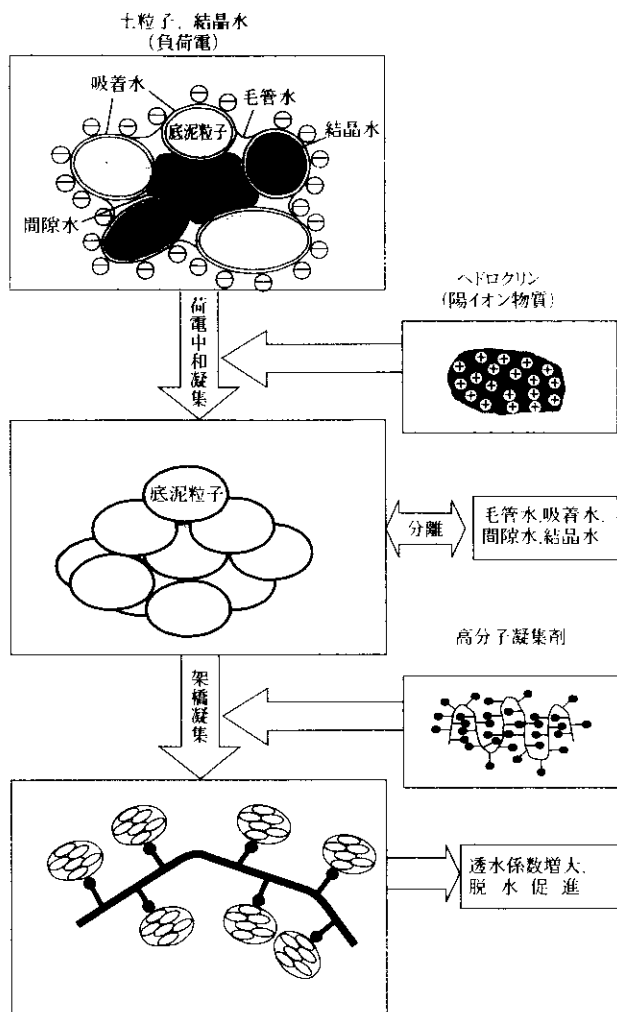 土粒子、結晶水
(負荷電)
吸着水
毛管水
底泥粒子
結晶水
間隙水
ヘドロクリン
(陽イオン物質)
荷電中和凝集
底泥粒子
分離
毛管水、吸着水、
間隙水、結晶水
高分子凝集剤
架橋凝集
透水係数増大、
脱水促進